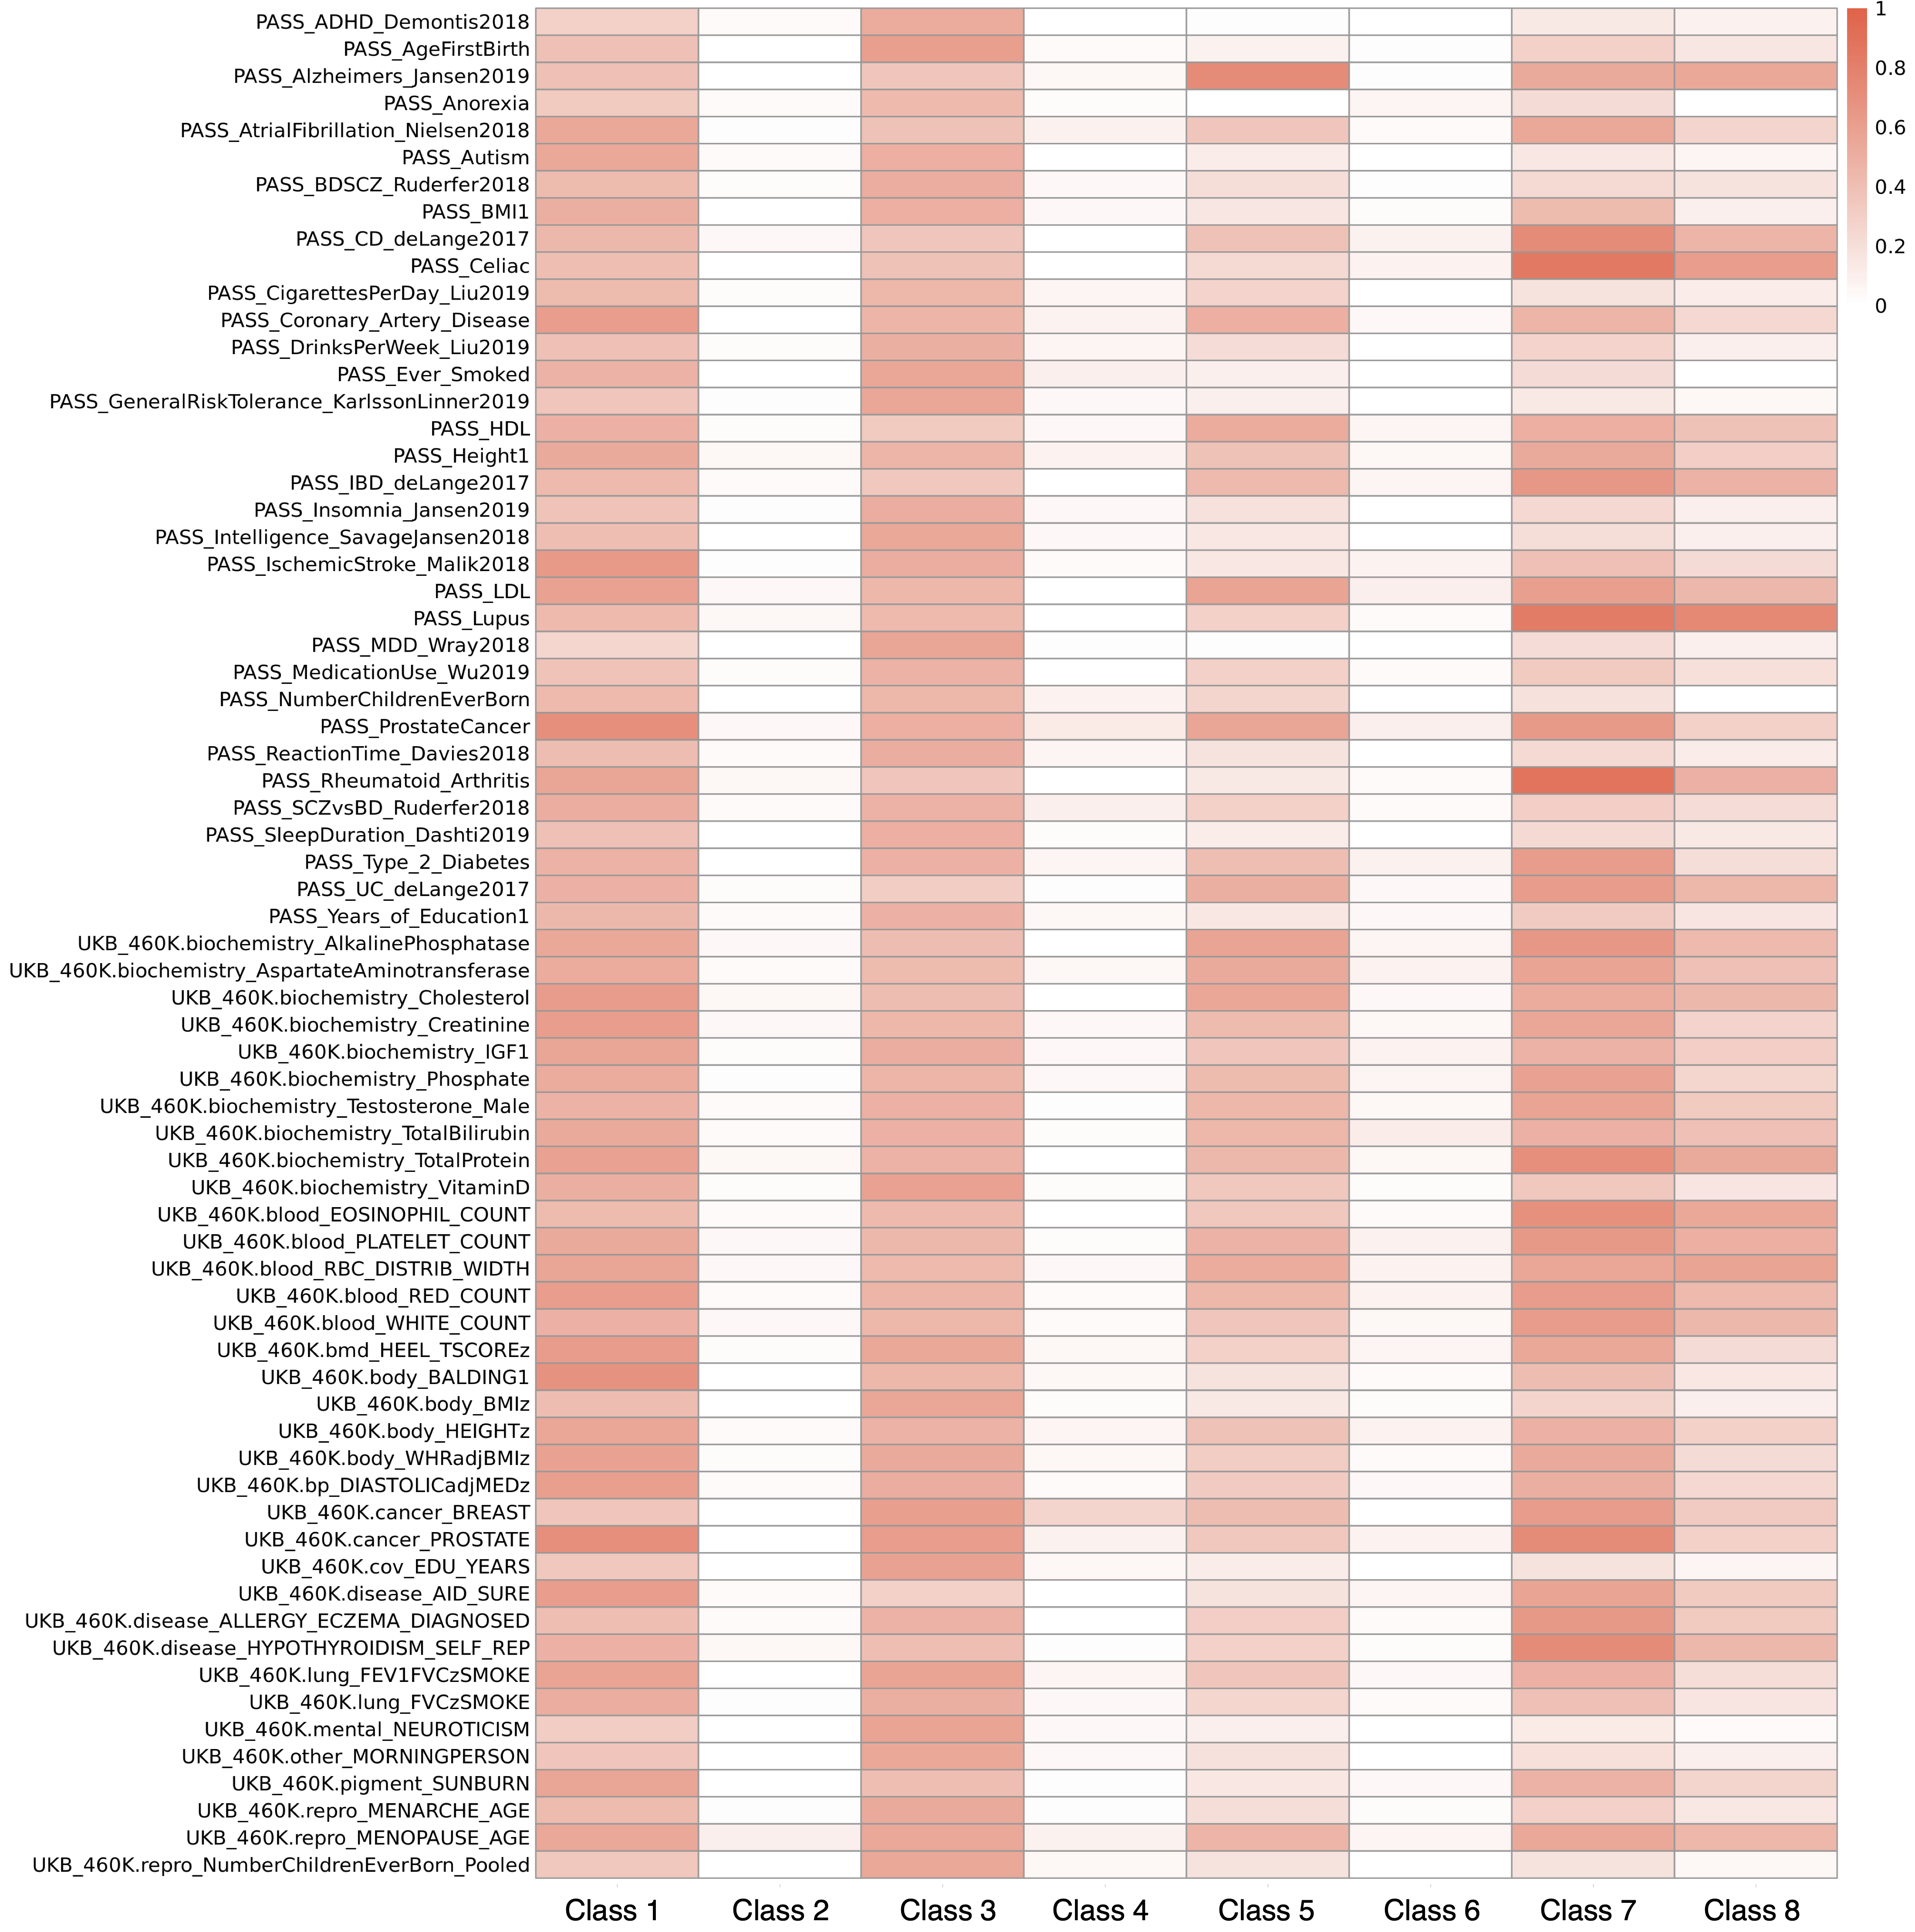 PASS_ADHD_Demontis2018
PASS_AgeFirstBirth
PASS_Alzheimers_Jansen2019
PASS_Anorexia
PASS_AtrialFibrillation_Nielsen2018
PASS_Autism
PASS_BDSCZ_Ruderfer2018
PASS_BMI1
PASS_CD_deLange2017
PASS_Celiac
PASS_CigarettesPerDay_Liu2019
PASS_Coronary_Artery_Disease
PASS_DrinksPerWeek_Liu2019
PASS_Ever_Smoked
PASS_GeneralRiskTolerance_KarlssonLinner2019
PASS_HDL
PASS_Height1
PASS_IBD_deLange2017
PASS_Insomnia_Jansen2019
PASS_Intelligence_SavageJansen2018
PASS_IschemicStroke_Malik2018
PASS_LDL
PASS_Lupus
PASS_MDD_Wray2018
PASS_MedicationUse_Wu2019
PASS_NumberChildrenEverBorn
PASS_ProstateCancer
PASS_ReactionTime_Davies2018
PASS_Rheumatoid_Arthritis
PASS_SCZvsBD_Ruderfer2018
PASS_SleepDuration_Dashti2019
PASS_Type_2_Diabetes
PASS_UC_deLange2017
PASS_Years_of_Education1
UKB_460K.biochemistry_AlkalinePhosphatase
UKB_460K.biochemistry_AspartateAminotransferase
UKB_460K.biochemistry_Cholesterol
UKB_460K.biochemistry_Creatinine
UKB_460K.biochemistry_IGF1
UKB_460K.biochemistry_Phosphate
UKB_460K.biochemistry_Testosterone_Male
UKB_460K.biochemistry_TotalBilirubin
UKB_460K.biochemistry_TotalProtein
UKB_460K.biochemistry_VitaminD
UKB_460K.blood_EOSINOPHIL_COUNT
UKB_460K.blood_PLATELET_COUNT
UKB_460K.blood_RBC_DISTRIB_WIDTH
UKB_460K.blood_RED_COUNT
UKB_460K.blood_WHITE_COUNT
UKB_460K.bmd_HEEL_TSCOREz
UKB_460K.body_BALDING1
UKB_460K.body_BMIz
UKB_460K.body_HEIGHTz
UKB_460K.body_WHRadjBMIz
UKB_460K.bp_DIASTOLICadjMEDz
UKB_460K.cancer_BREAST
UKB_460K.cancer_PROSTATE
UKB_460K.cov_EDU_YEARS
UKB_460K.disease_AID_SURE
UKB_460K.disease_ALLERGY_ECZEMA_DIAGNOSED
UKB_460K.disease_HYPOTHYROIDISM_SELF_REP
UKB_460K.lung_FEV1FVCzSMOKE
UKB_460K.lung_FVCzSMOKE
UKB_460K.mental_NEUROTICISM
UKB_460K.other_MORNINGPERSON
UKB_460K.pigment_SUNBURN
UKB_460K.repro_MENARCHE_AGE
UKB_460K.repro_MENOPAUSE_AGE
UKB_460K.repro_NumberChildrenEverBorn_Pooled
Class 1 Class 2 Class 3 Class 4 Class 5 Class 6 Class 7 Class 8
1
0.8
0.6
0.4
0.2
0